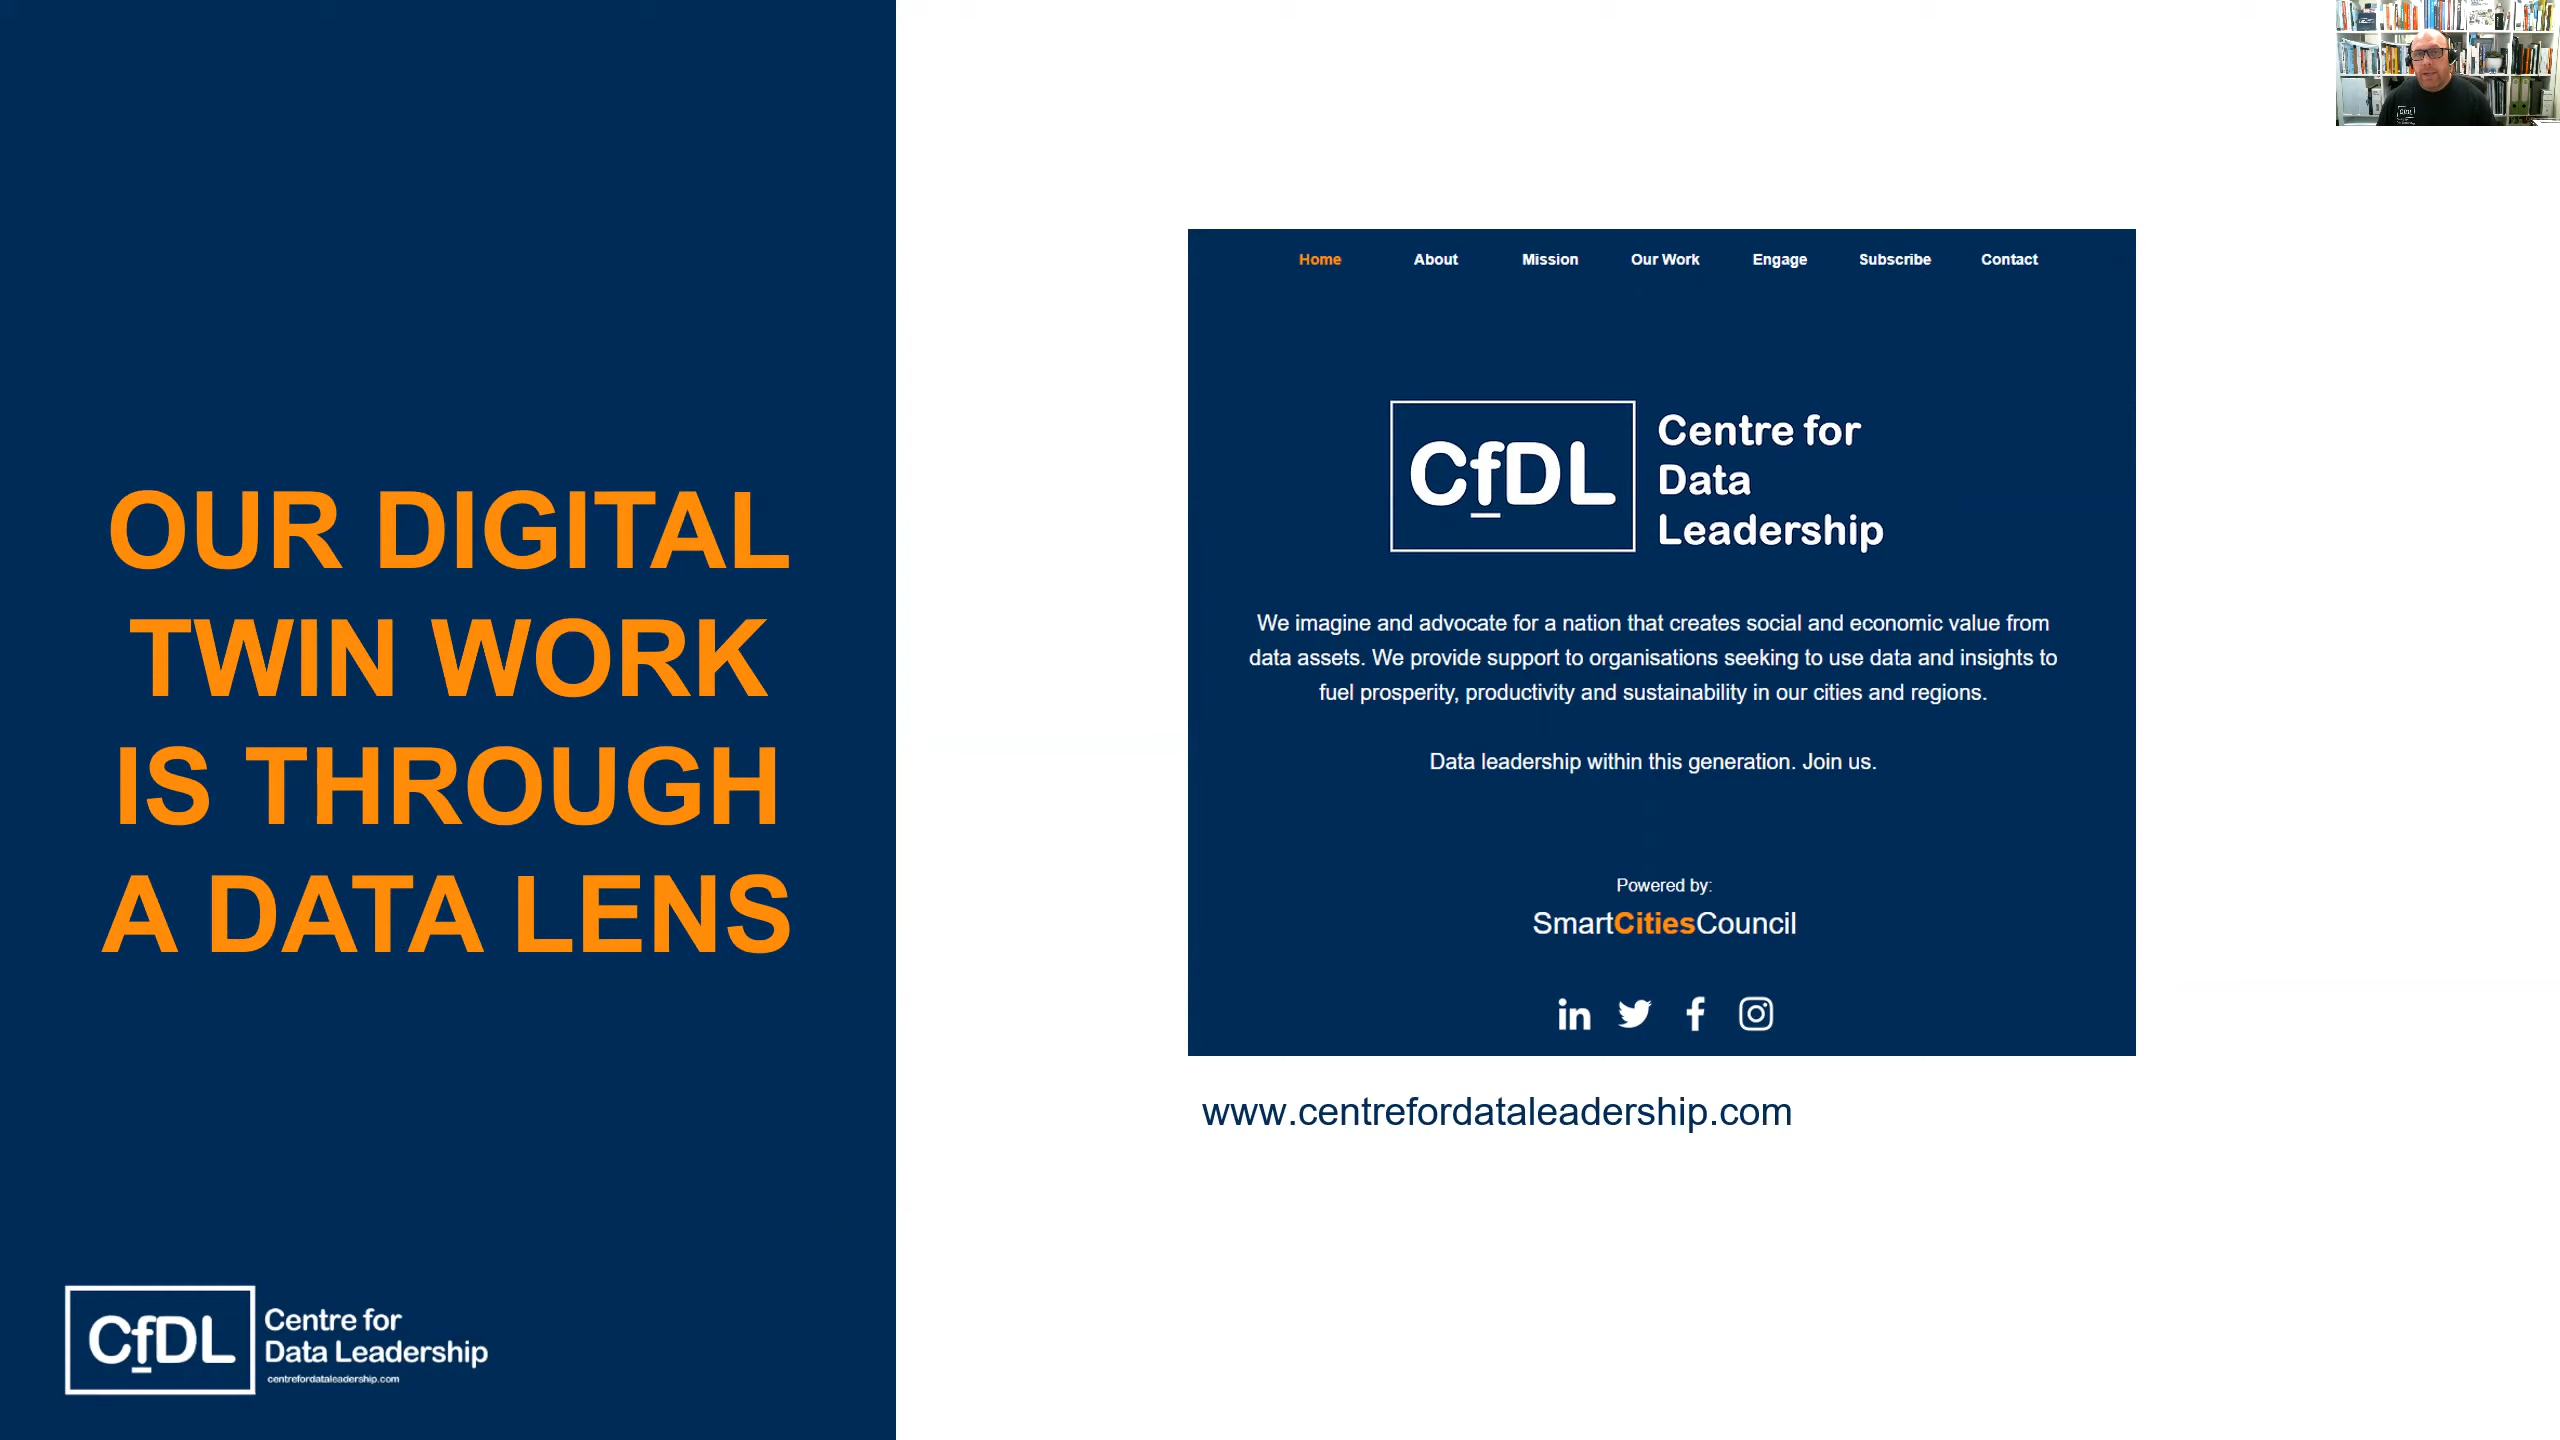 OUR DIGITAL
TWIN WORK
IS THROUGH
A DATA LENS
CfDL
Centre for
Data Leadership
centrefordataleadership.com
Home About Mission Our Work Engage Subscribe Contact
CfDL
Centre for
Data
Leadership
We imagine and advocate for a nation that creates social and economic value from
data assets. We provide support to organisations seeking to use data and insights to
fuel prosperity, productivity and sustainability in our cities and regions.
Data leadership within this generation. Join us.
Powered by:
SmartCitiesCouncil
www.centrefordataleadership.com